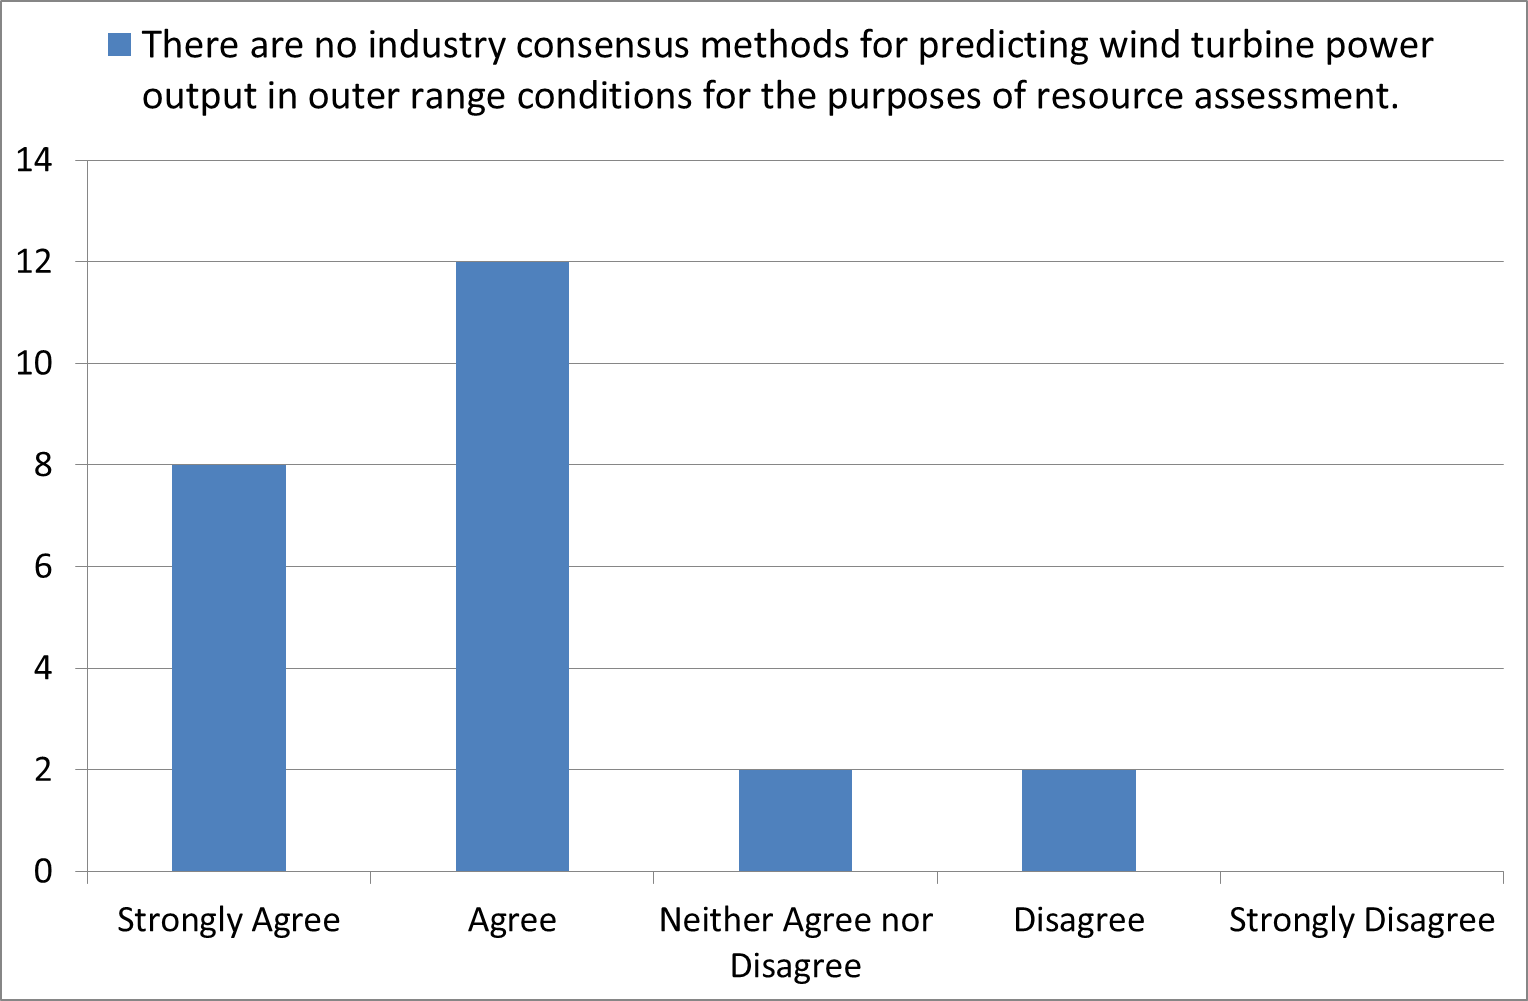 There are no industry consensus methods for predicting wind turbine power
output in outer range conditions for the purposes of resource assessment.
14
12
10
8
6
4
2
0
Strongly Agree
Agree
Neither Agree nor
Disagree
Disagree
Strongly Disagree